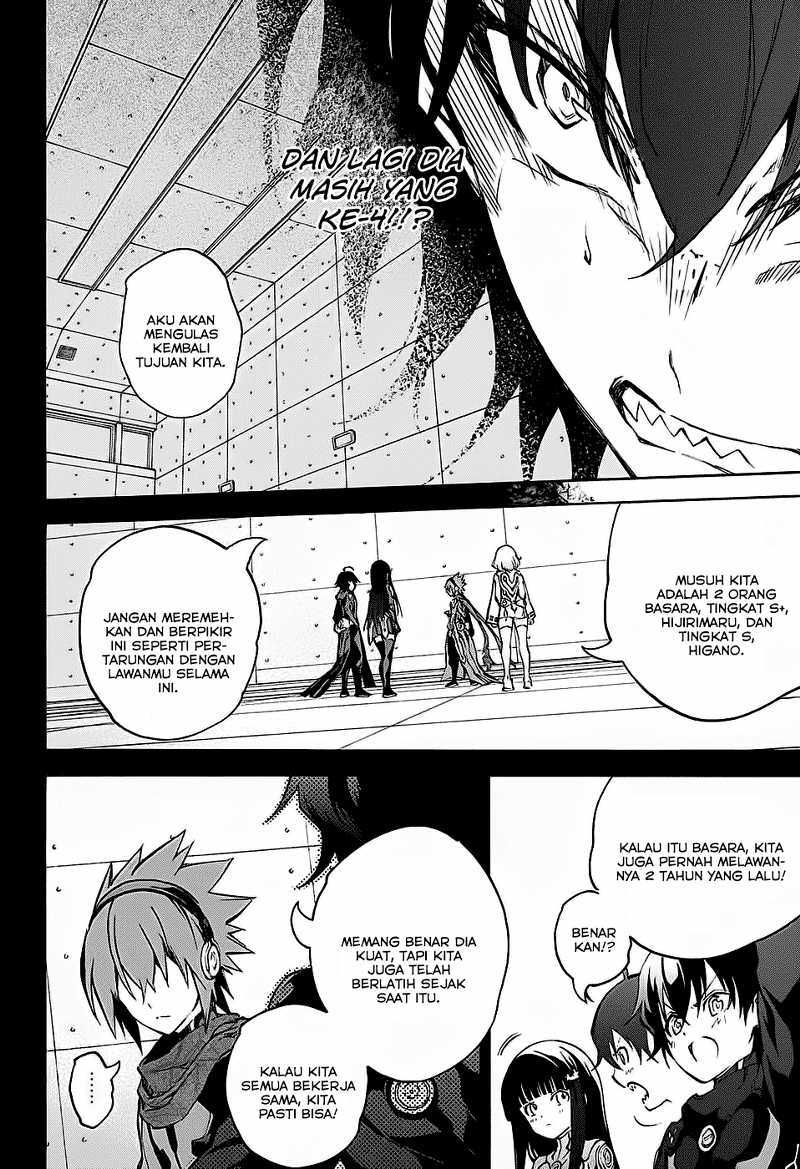 DAN LAGI DIA
MASIH YANG
KE-4!!?
AKU AKAN
MENGULAS
KEMBALI
TUJUAN KITA.
MUSUH KITA
ADALAH 2 ORANG
BASARA, TINGKAT S+,
HIJIRIMARU, DAN
TINGKAT S,
HIGANO.
JANGAN MEREMEH-
KAN DAN BERPIKIR
INI SEPERTI PER-
TARUNGAN DENGAN
LAWANMU SELAMA
INI.
KALAU ITU BASARA, KITA
JUGA PERNAH MELAWAN-
NYA 2 TAHUN YANG LALU!
BENAR
KAN!?
MEMANG BENAR DIA
KUAT, TAPI KITA
JUGA TELAH
BERLATIH SEJAK
SAAT ITU.
KALAU KITA
SEMUA BEKERJA
SAMA, KITA
PASTI BISA!
......